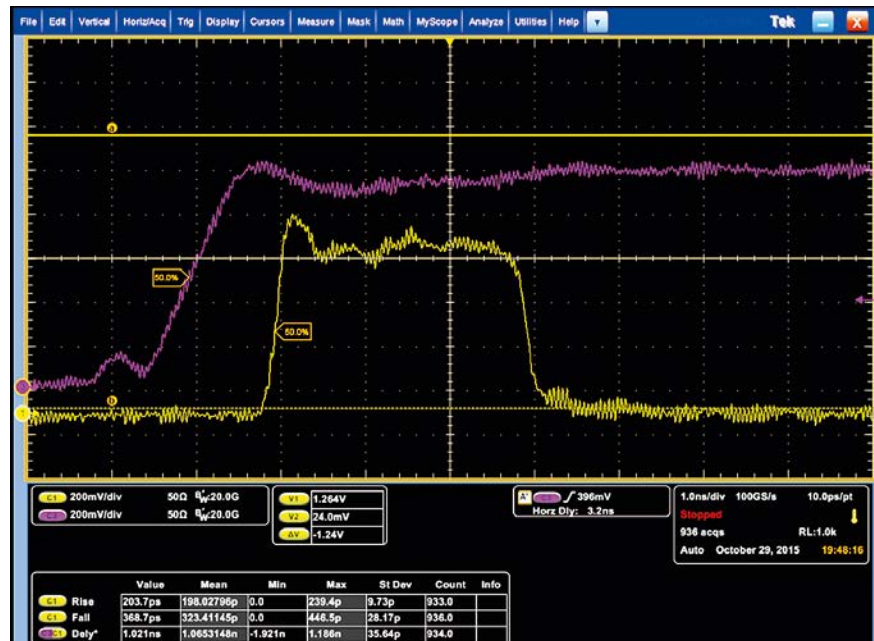 File Edit Vertical Horiz/Acq Trig Display Cursors Measure Mask Math MyScope Analyze Utilities Help Tek X
a
50.0%
50.0%
b
1
C1 200mV/div 50Ω BW:20.0G
200mV/div 50Ω BW:20.0G
V1 1.264V
V2 24.0mV
ΔV -1.24V
A' 396mV
Horz Dly: 3.2ns
1.0ns/div 100GS/s 10.0ps/pt
Stopped
936 acqs RL:1.0k
Auto October 29, 2015 19:48:16
Value Mean Min Max St Dev Count Info
C1 Rise 203.7ps 198.02796p 0.0 239.4p 9.73p 933.0
C1 Fall 368.7ps 323.41145p 0.0 446.5p 28.17p 936.0
C1 Dely* 1.021ns 1.0653148n -1.921n 1.186n 35.64p 934.0